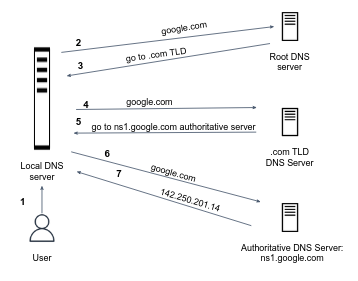 2
google.com
3
go to .com TLD
Root DNS
server
4
google.com
5
go to ns1.google.com authoritative server
.com TLD
DNS Server
Local DNS
server
6
google.com
7
142.250.201.14
1
User
Authoritative DNS Server:
ns1.google.com